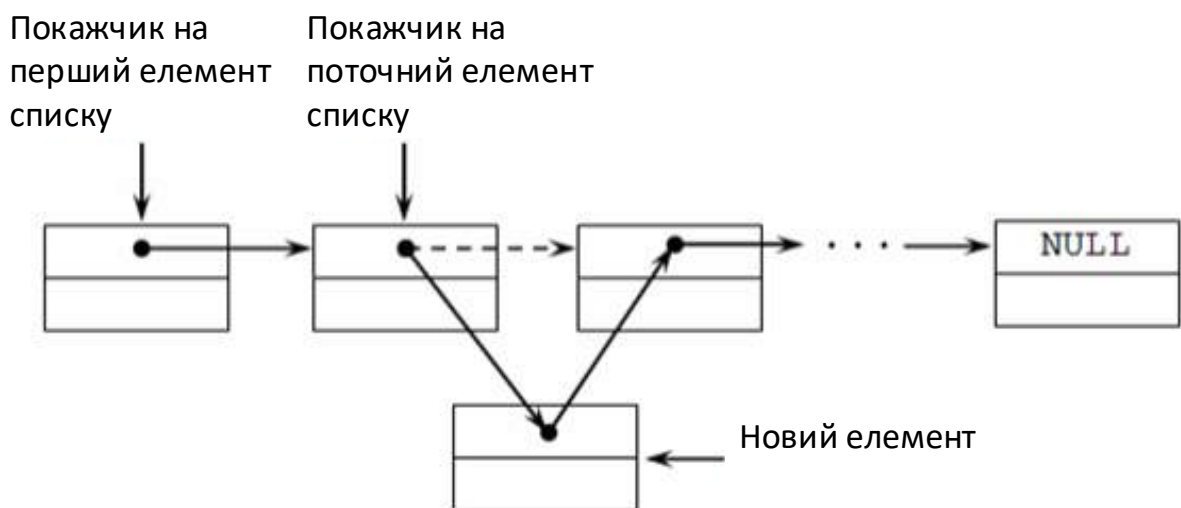 Покажчик на
перший елемент
списку
Покажчик на
поточний елемент
списку
NULL
Новий елемент